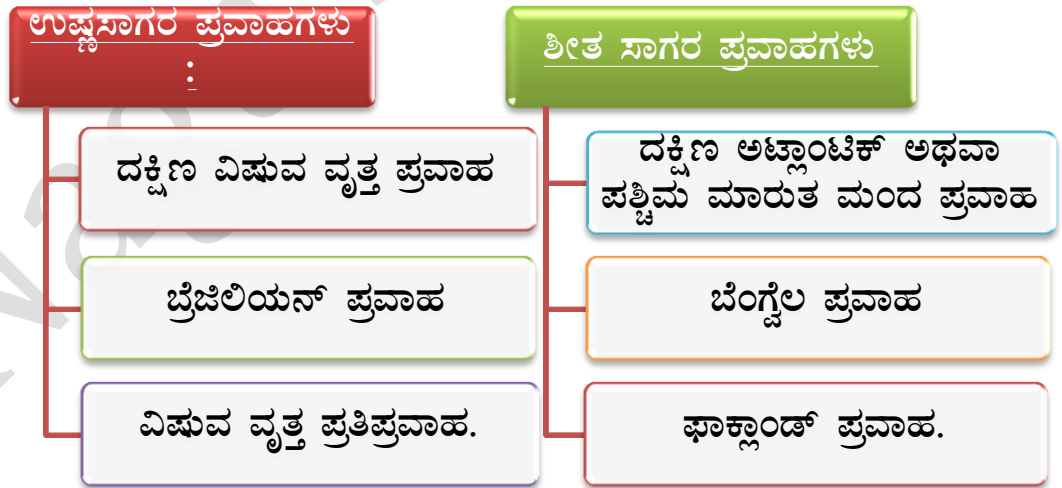 ಉಷ್ಣಸಾಗರ ಪ್ರವಾಹಗಳು
:
ದಕ್ಷಿಣ ವಿಷುವ ವೃತ್ತ ಪ್ರವಾಹ
ಬ್ರೆಜಿಲಿಯನ್ ಪ್ರವಾಹ
ವಿಷುವ ವೃತ್ತ ಪ್ರತಿಪ್ರವಾಹ.
ಶೀತ ಸಾಗರ ಪ್ರವಾಹಗಳು
ದಕ್ಷಿಣ ಅಟ್ಲಾಂಟಿಕ್ ಅಥವಾ
ಪಶ್ಚಿಮ ಮಾರುತ ಮಂದ ಪ್ರವಾಹ
ಬೆಂಗ್ವೆಲ ಪ್ರವಾಹ
ಫಾಕ್ಲಾಂಡ್ ಪ್ರವಾಹ.